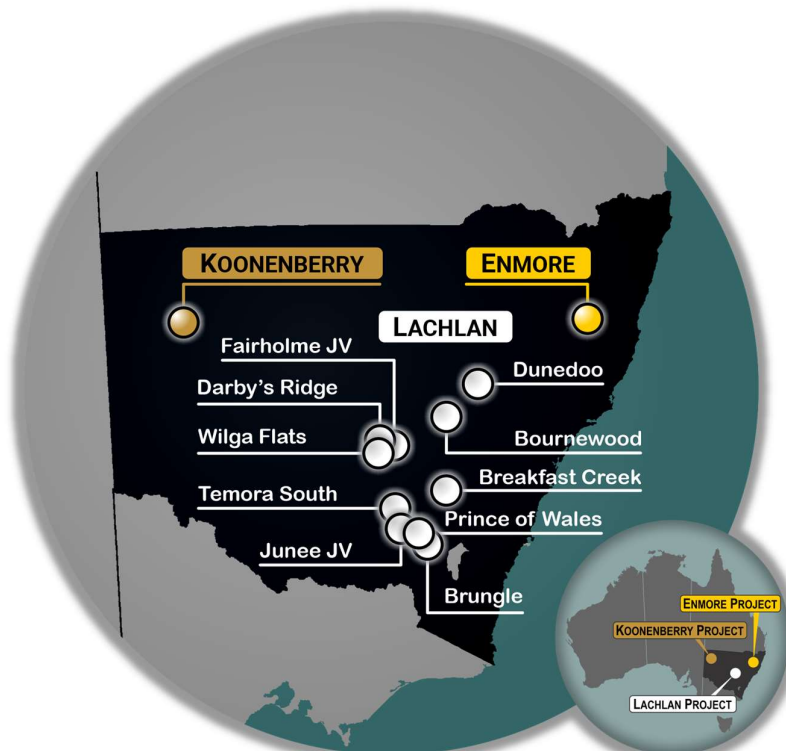 KOONENBERRY
ENMORE
LACHLAN
Fairholme JV
Dunedoo
Darby's Ridge
Wilga Flats
Bournewood
Breakfast Creek
Temora South
Prince of Wales
Junee JV
Brungle
ENMORE PROJECT
KOONENBERRY PROJECT
LACHLAN PROJECT